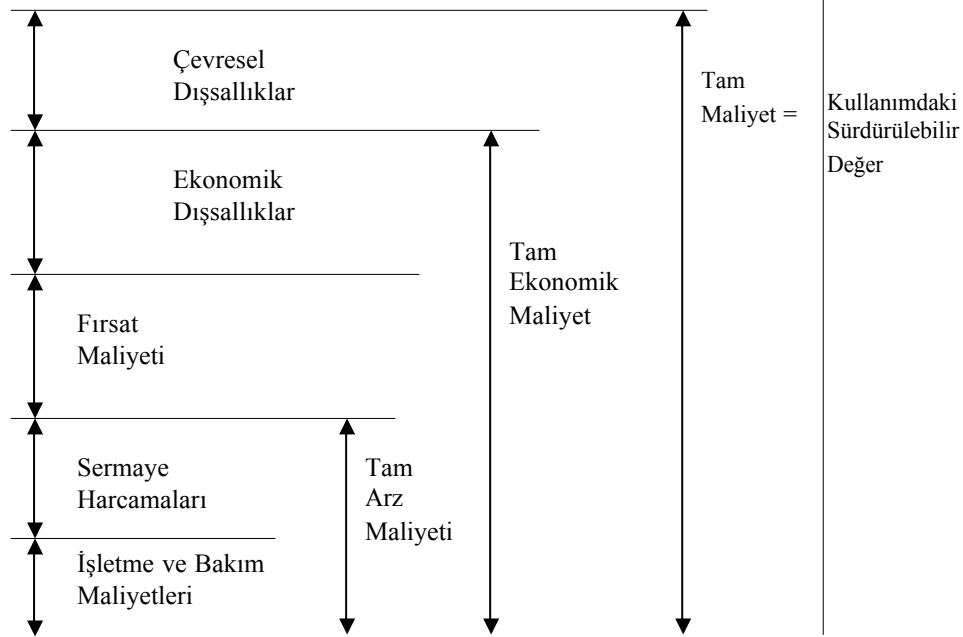 Çevresel
Dışsallıklar
Tam
Maliyet =
Kullanımdaki
Sürdürülebilir
Değer
Ekonomik
Dışsallıklar
Tam
Ekonomik
Maliyet
Fırsat
Maliyeti
Sermaye
Harcamaları
Tam
Arz
Maliyeti
İşletme ve Bakım
Maliyetleri